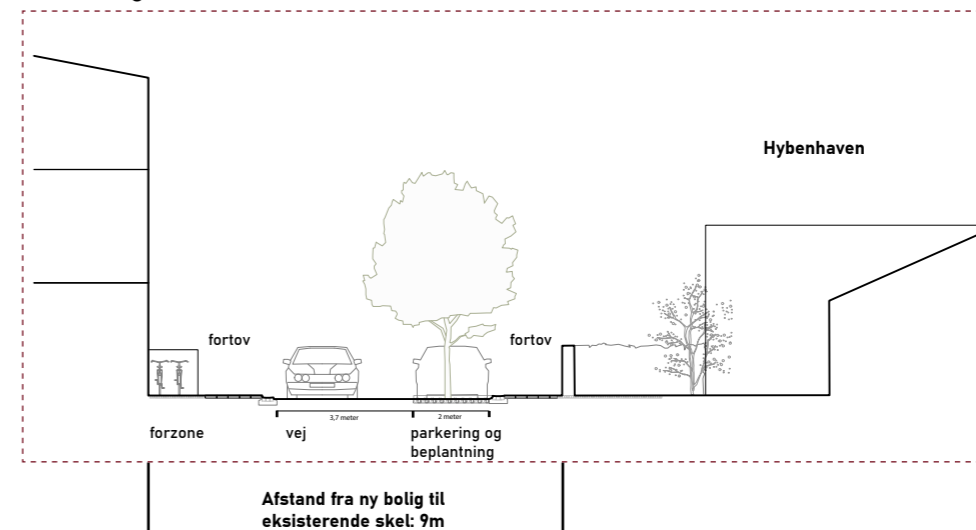 Hybenhaven
fortov
fortov
3,7 meter
2 meter
forzone
vej
parkering og
beplantning
Afstand fra ny bolig til
eksisterende skel: 9m